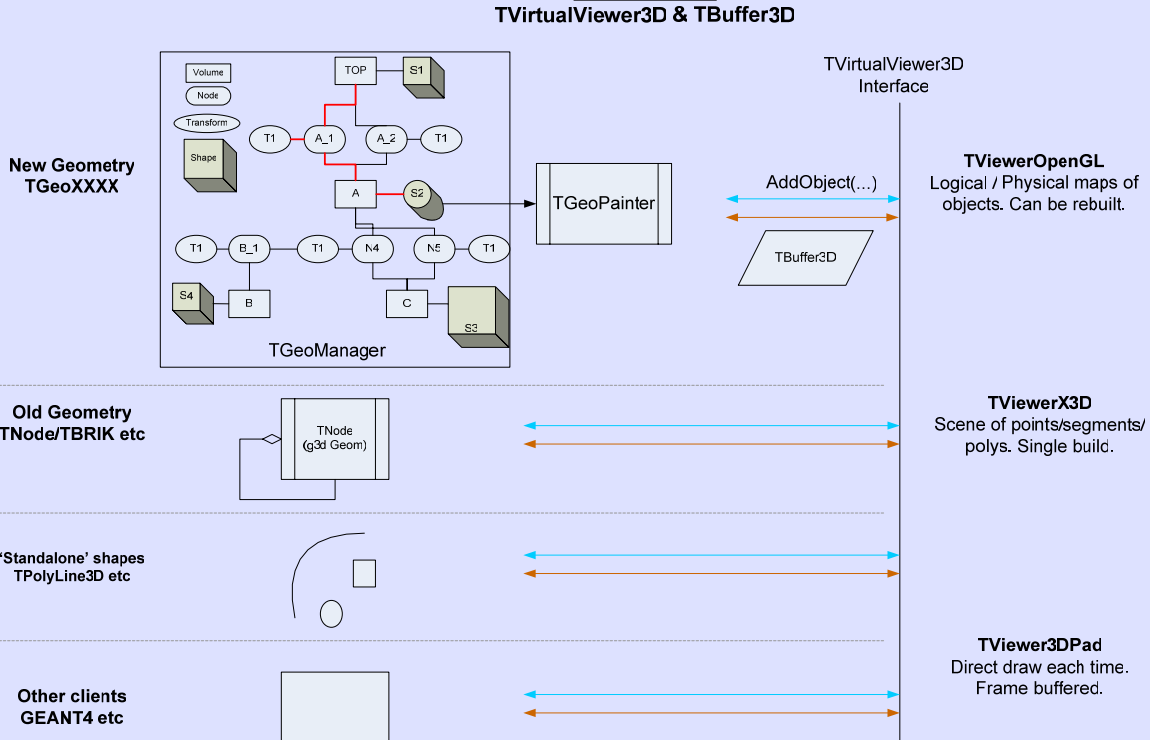 TVirtualViewer3D & TBuffer3D
TVirtualViewer3D
Interface
New Geometry
TGeoXXXX
Volume
Node
Transform
Shape
TOP
S1
T1
A_1
A_2
T1
A
S2
T1
B_1
T1
N4
N5
T1
S4
B
C
S3
TGeoManager
TGeoPainter
AddObject(...)
TBuffer3D
TViewerOpenGL
Logical / Physical maps of
objects. Can be rebuilt.
Old Geometry
TNode/TBRIK etc
TNode
(g3d Geom)
TViewerX3D
Scene of points/segments/
polys. Single build.
'Standalone' shapes
TPolyLine3D etc
Other clients
GEANT4 etc
TViewer3DPad
Direct draw each time.
Frame buffered.